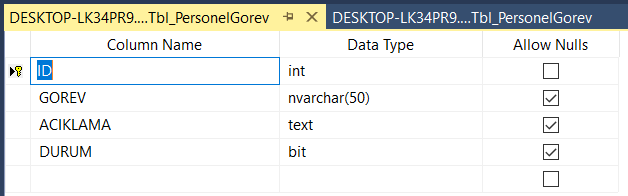 DESKTOP-LK34PR9....Tbl_PersonelGorev DESKTOP-LK34PR9....Tbl_PersonelGorev
Column Name Data Type Allow Nulls
ID int
GOREV nvarchar(50)
ACIKLAMA text
DURUM bit